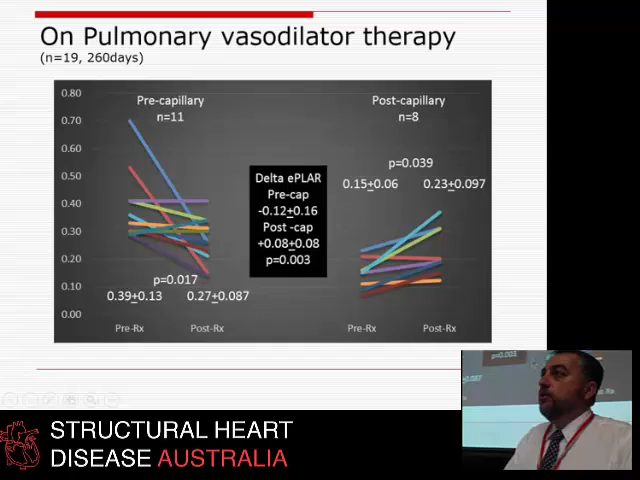 On Pulmonary vasodilator therapy
(n=19, 260days)
0.80
0.70
0.60
0.50
0.40
0.30
0.20
0.10
0.00
Pre-capillary
n=11
p=0.017
0.39+0.13
0.27+0.087
Pre-Rx
Post-Rx
Delta ePLAR
Pre-cap
-0.12+0.16
Post -cap
+0.08+0.08
p=0.003
Post-capillary
n=8
p=0.039
0.15+0.06
0.23+0.097
Pre-Rx
Post-Rx
p=0.003
STRUCTURAL HEART
DISEASE AUSTRALIA